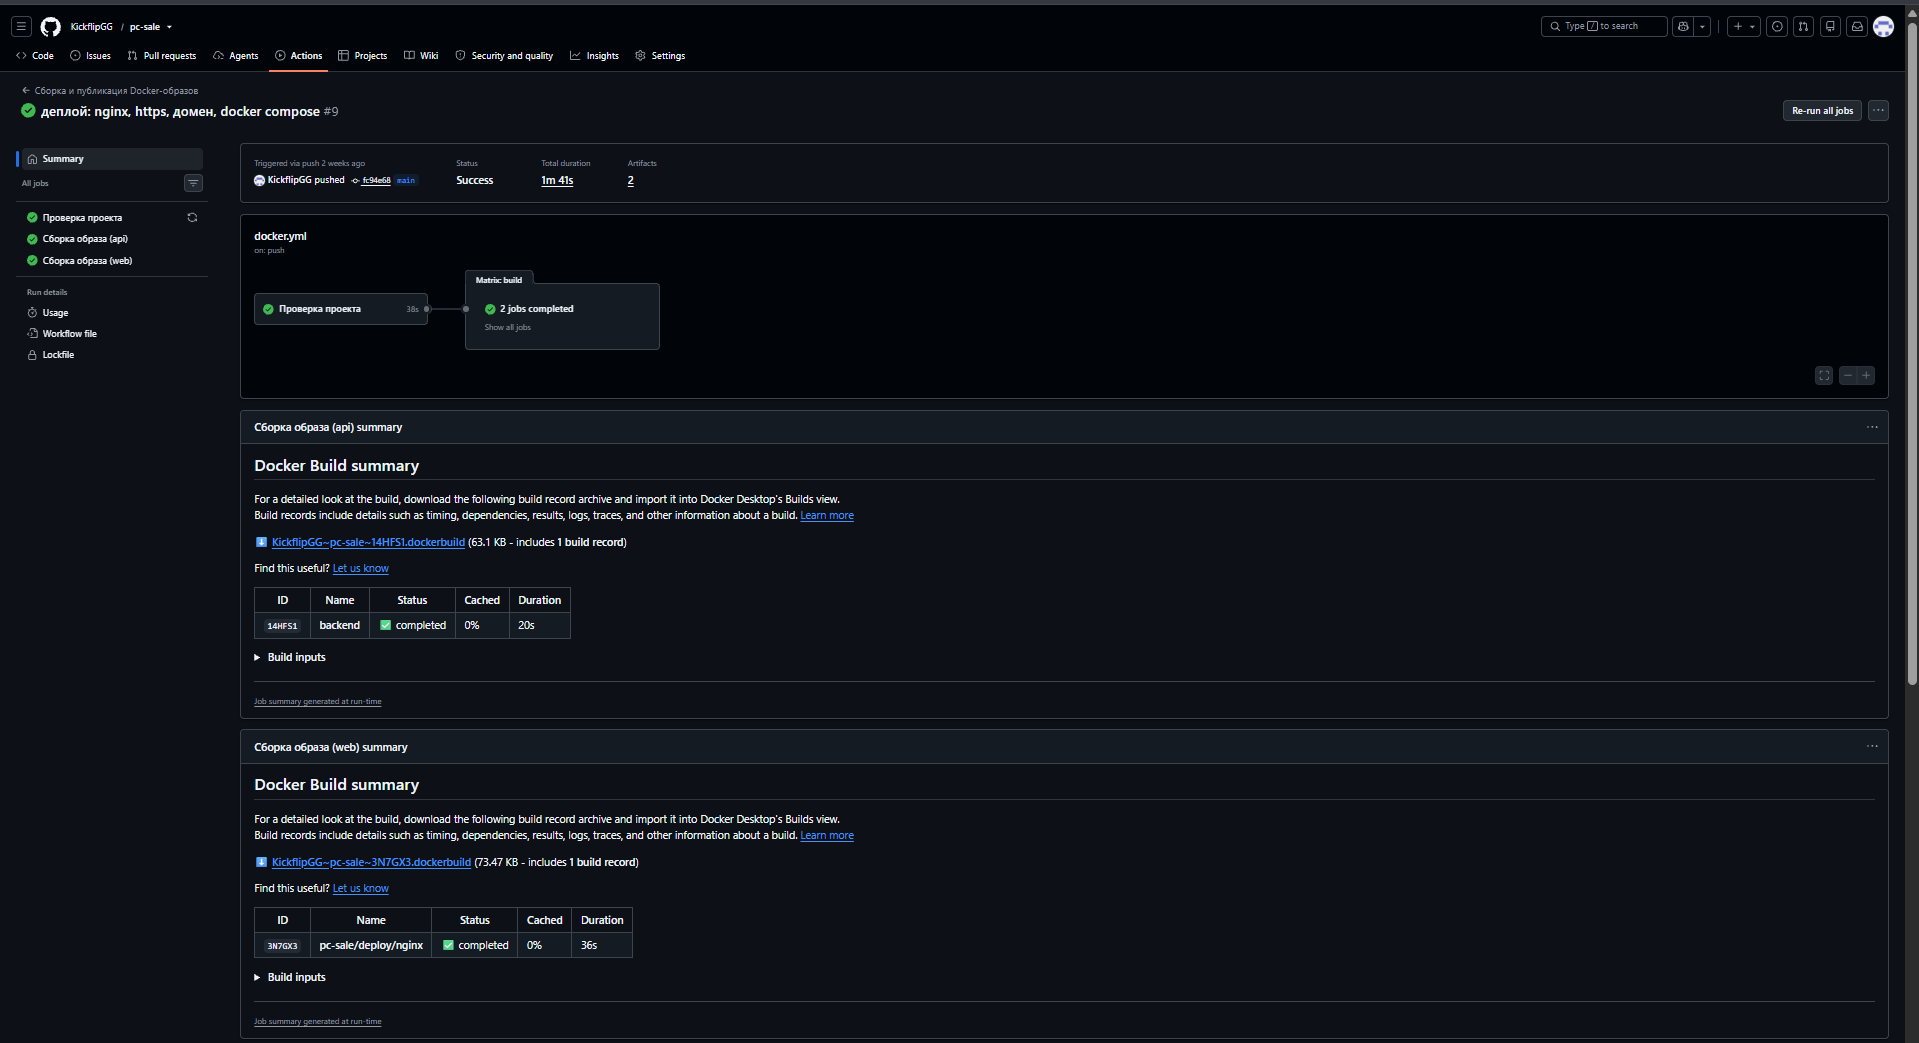 KickflipGG / pc-sale
Type / to search
Code Issues Pull requests Agents Actions Projects Wiki Security and quality Insights Settings
Сборка и публикация Docker-образов
деплой: nginx, https, домен, docker compose #9
Re-run all jobs
Summary
All jobs
Проверка проекта
Сборка образа (api)
Сборка образа (web)
Run details
Usage
Workflow file
Lockfile
Triggered via push 2 weeks ago
KickflipGG pushed fc94e68 main
Status
Success
Total duration
1m 41s
Artifacts
2
docker.yml
on: push
Проверка проекта 38s
Matrix: build
2 jobs completed
Show all jobs
Сборка образа (api) summary
Docker Build summary
For a detailed look at the build, download the following build record archive and import it into Docker Desktop's Builds view.
Build records include details such as timing, dependencies, results, logs, traces, and other information about a build. Learn more
KickflipGG~pc-sale~14HFS1.dockerbuild (63.1 KB - includes 1 build record)
Find this useful? Let us know
ID Name Status Cached Duration
14HFS1 backend completed 0% 20s
Build inputs
Job summary generated at run-time
Сборка образа (web) summary
Docker Build summary
For a detailed look at the build, download the following build record archive and import it into Docker Desktop's Builds view.
Build records include details such as timing, dependencies, results, logs, traces, and other information about a build. Learn more
KickflipGG~pc-sale~3N7GX3.dockerbuild (73.47 KB - includes 1 build record)
Find this useful? Let us know
ID Name Status Cached Duration
3N7GX3 pc-sale/deploy/nginx completed 0% 36s
Build inputs
Job summary generated at run-time